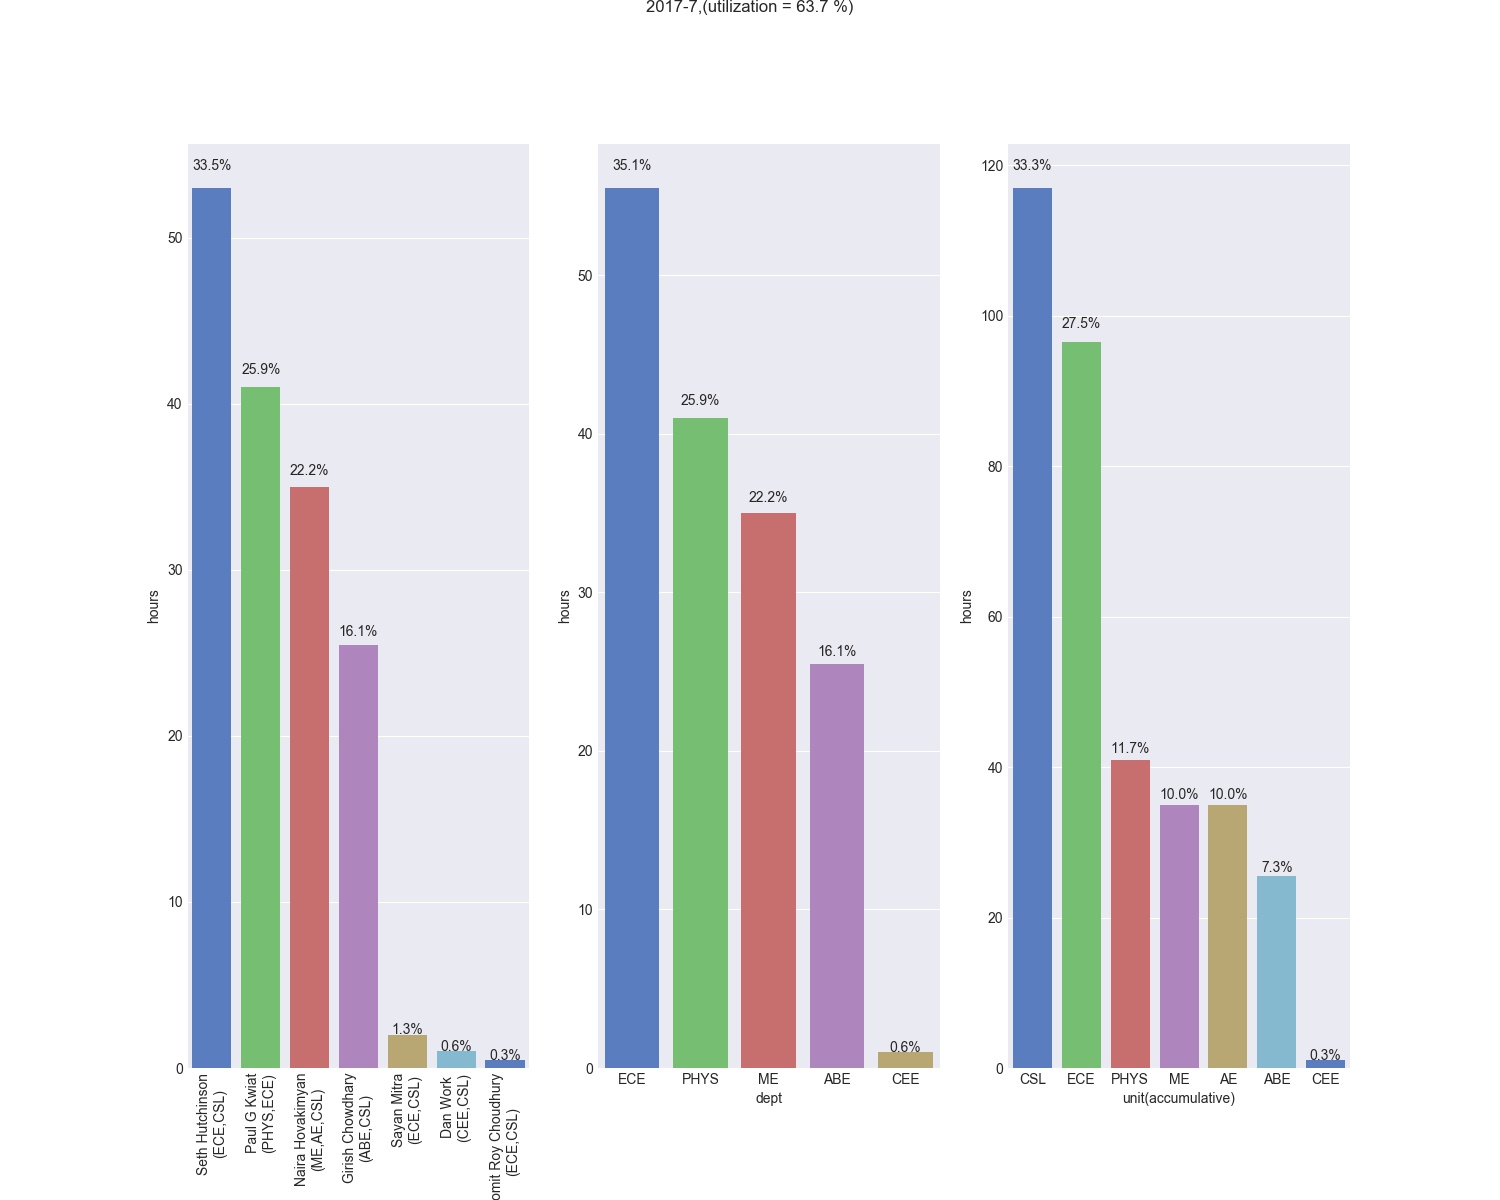 2017-7,(utilization = 63.7 %)
33.5%
25.9%
22.2%
16.1%
1.3%
0.6%
0.3%
50
40
30
20
10
0
hours
Seth Hutchinson
(ECE,CSL)
Paul G Kwiat
(PHYS,ECE)
Naira Hovakimyan
(ME,AE,CSL)
Girish Chowdhary
(ABE,CSL)
Sayan Mitra
(ECE,CSL)
Dan Work
(CEE,CSL)
omit Roy Choudhury
(ECE,CSL)
35.1%
25.9%
22.2%
16.1%
0.6%
50
40
30
20
10
0
hours
ECE PHYS ME ABE CEE
dept
33.3%
27.5%
11.7%
10.0%
10.0%
7.3%
0.3%
120
100
80
60
40
20
0
hours
CSL ECE PHYS ME AE ABE CEE
unit(accumulative)